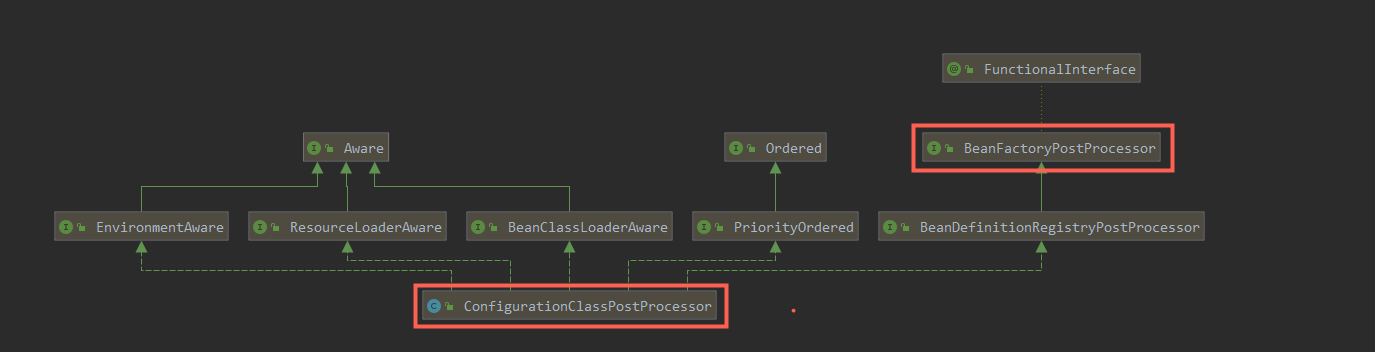 FunctionalInterface
Aware
Ordered
BeanFactoryPostProcessor
EnvironmentAware
ResourceLoaderAware
BeanClassLoaderAware
PriorityOrdered
BeanDefinitionRegistryPostProcessor
ConfigurationClassPostProcessor